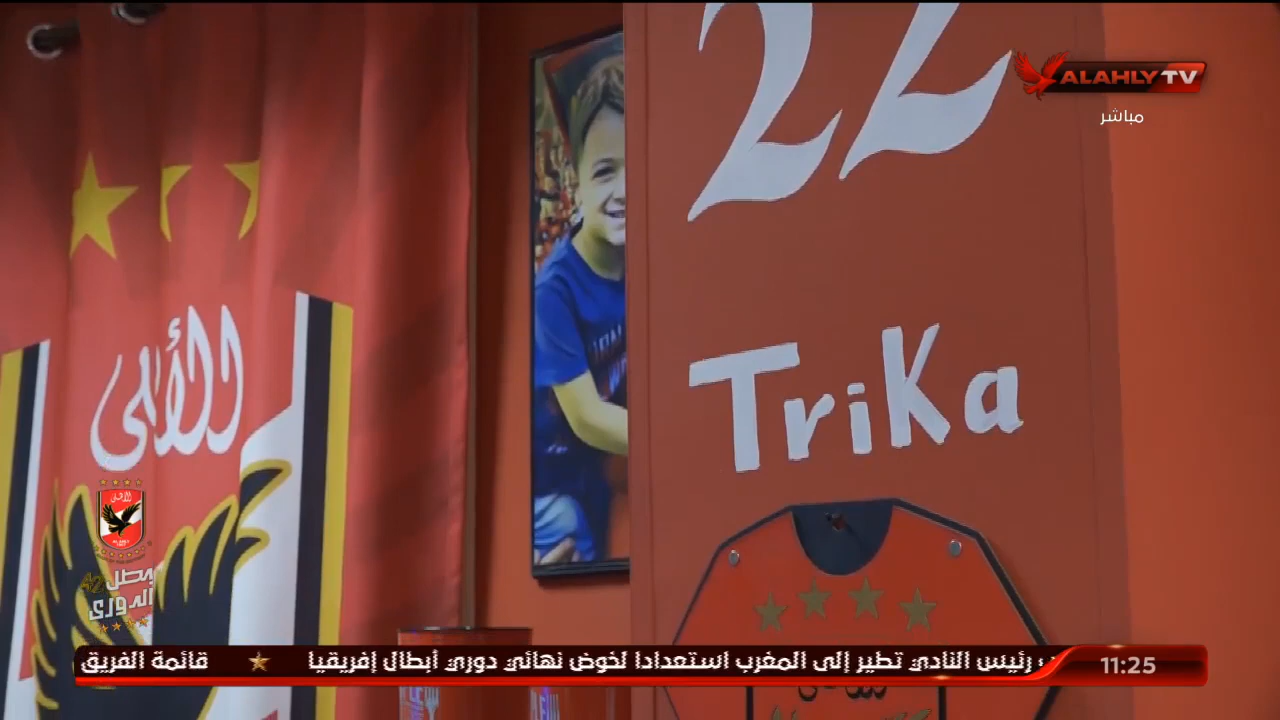 22
ALAHLY TV
مباشر
TriKa
الأهلي
بطل
الدوري
42
رئيس النادي تطير إلى المغرب استعدادا لخوض نهائي دوري أبطال إفريقيا
قائمة الفريق
11:25